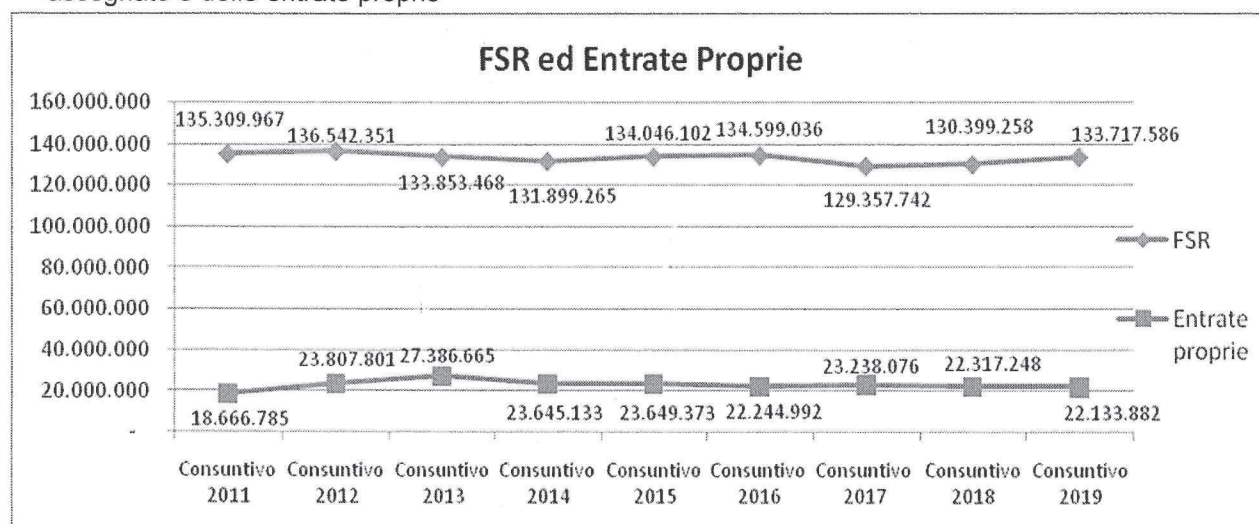 assegnato e delle entrate proprie
FSR ed Entrate Proprie
160.000.000
140.000.000
120.000.000
100.000.000
80.000.000
60.000.000
40.000.000
20.000.000
-
135.309.967
136.542.351
133.853.468
131.899.265
134.046.102
134.599.036
129.357.742
130.399.258
133.717.586
18.666.785
23.807.801
27.386.665
23.645.133
23.649.373
22.244.992
23.238.076
22.317.248
22.133.882
FSR
Entrate
proprie
Consuntivo
2011
Consuntivo
2012
Consuntivo
2013
Consuntivo
2014
Consuntivo
2015
Consuntivo
2016
Consuntivo
2017
Consuntivo
2018
Consuntivo
2019